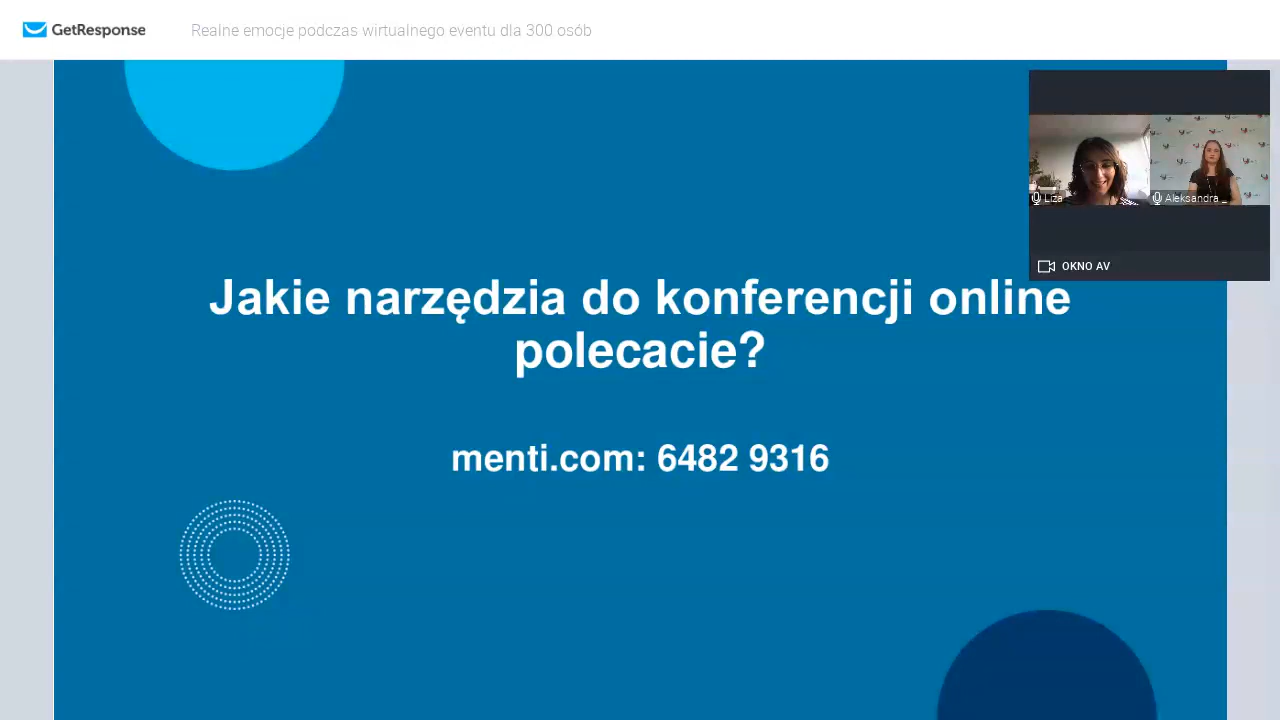 GetResponse
Realne emocje podczas wirtualnego eventu dla 300 osób
Liza
Aleksandra _
OKNO AV
Jakie narzędzia do konferencji online
polecacie?
menti.com: 6482 9316